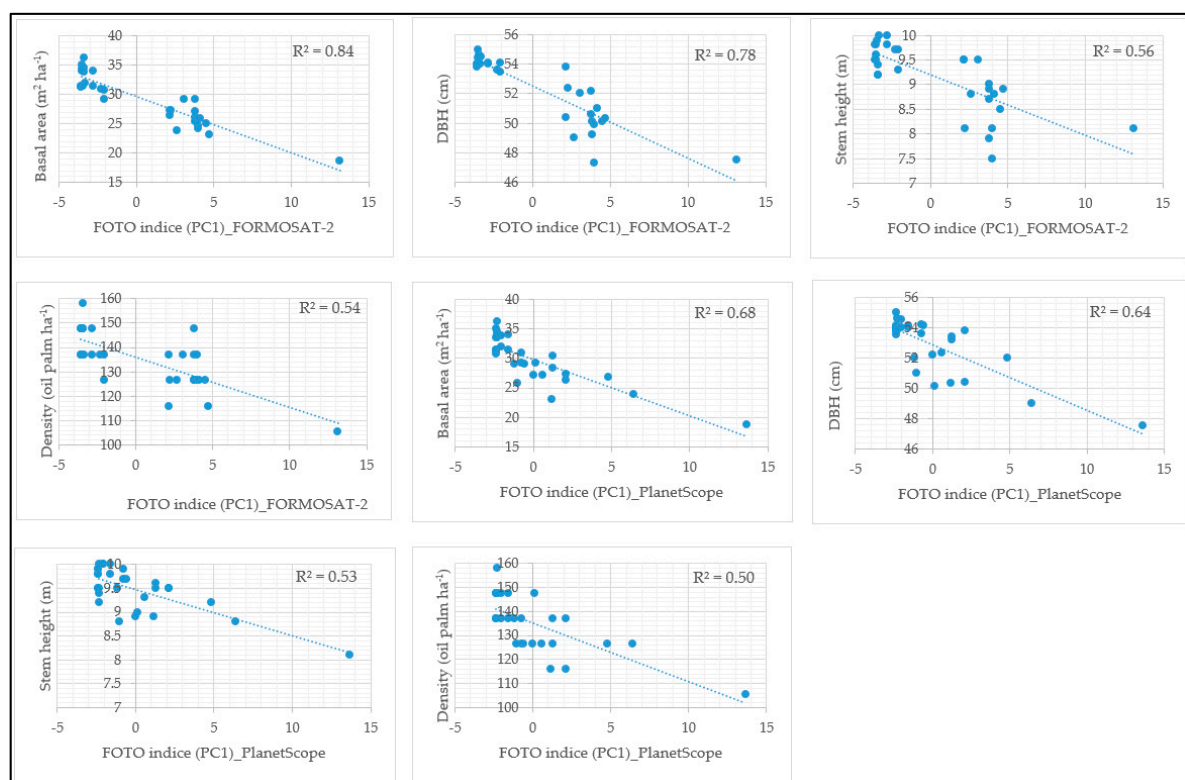 R² = 0.84
Basal area (m² ha⁻¹)
40
35
30
25
20
15
-5 0 5 10 15
FOTO indice (PC1)_FORMOSAT-2
R² = 0.78
DBH (cm)
56
54
52
50
48
46
-5 0 5 10 15
FOTO indice (PC1)_FORMOSAT-2
R² = 0.56
Stem height (m)
10
9.5
9
8.5
8
7.5
7
-5 0 5 10 15
FOTO indice (PC1)_FORMOSAT-2
R² = 0.54
Density (oil palm ha⁻¹)
160
150
140
130
120
110
100
-5 0 5 10 15
FOTO indice (PC1)_FORMOSAT-2
R² = 0.68
Basal area (m² ha⁻¹)
40
35
30
25
20
15
-5 0 5 10 15
FOTO indice (PC1)_PlanetScope
R² = 0.64
DBH (cm)
56
54
52
50
48
46
-5 0 5 10 15
FOTO indice (PC1)_PlanetScope
R² = 0.53
Stem height (m)
10
9.5
9
8.5
8
7.5
7
-5 0 5 10 15
FOTO indice (PC1)_PlanetScope
R² = 0.50
Density (oil palm ha⁻¹)
160
150
140
130
120
110
100
-5 0 5 10 15
FOTO indice (PC1)_PlanetScope